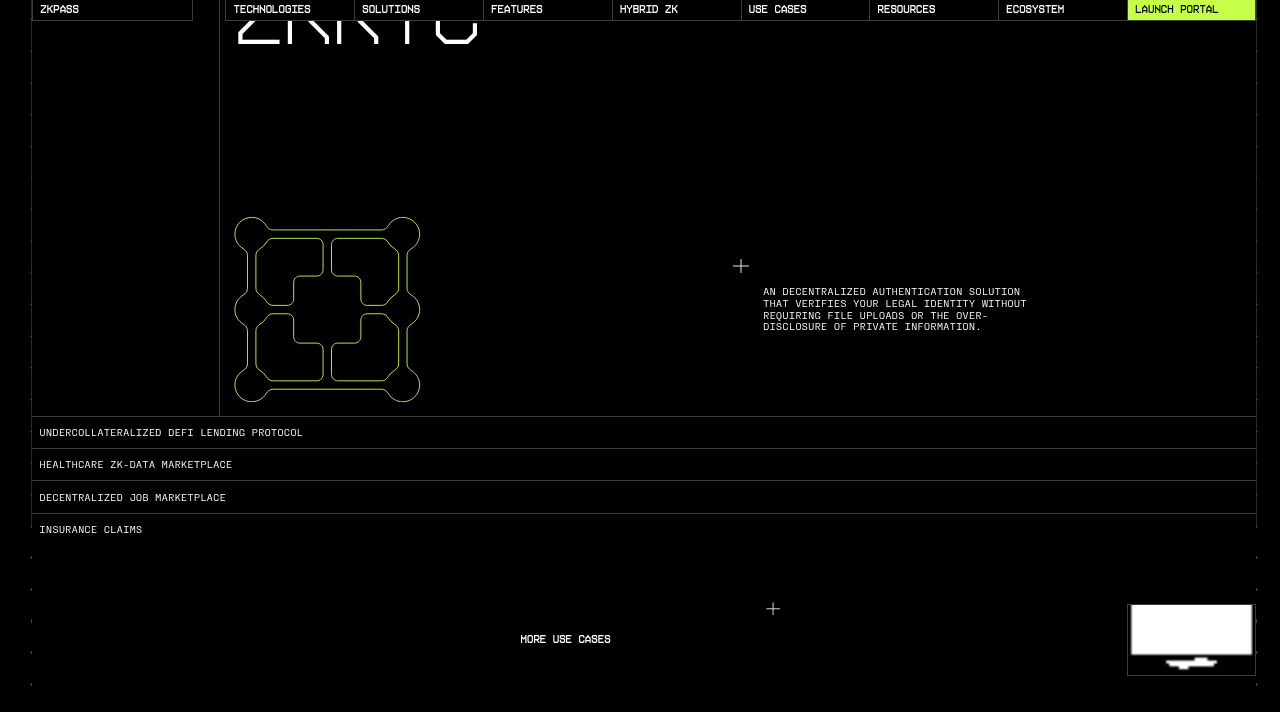 ZKPASS
TECHNOLOGIES
SOLUTIONS
FEATURES
HYBRID ZK
USE CASES
RESOURCES
ECOSYSTEM
LAUNCH PORTAL
AN DECENTRALIZED AUTHENTICATION SOLUTION
THAT VERIFIES YOUR LEGAL IDENTITY WITHOUT
REQUIRING FILE UPLOADS OR THE OVER-
DISCLOSURE OF PRIVATE INFORMATION.
UNDERCOLLATERALIZED DEFI LENDING PROTOCOL
HEALTHCARE ZK-DATA MARKETPLACE
DECENTRALIZED JOB MARKETPLACE
INSURANCE CLAIMS
MORE USE CASES